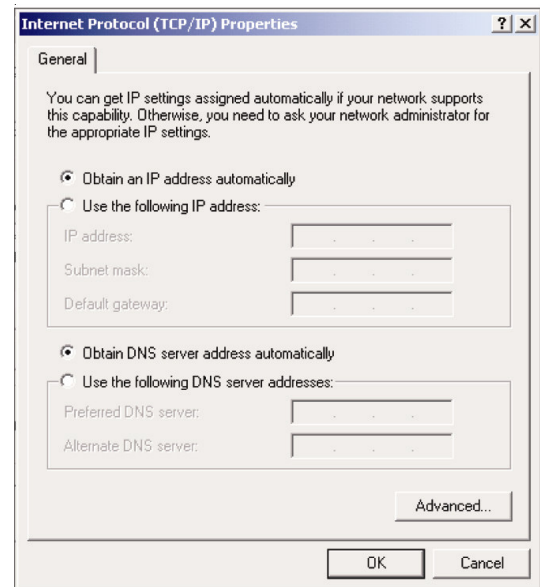 Internet Protocol (TCP/IP) Properties
General
You can get IP settings assigned automatically if your network supports
this capability. Otherwise, you need to ask your network administrator for
the appropriate IP settings.
Obtain an IP address automatically
Use the following IP address:
IP address:
Subnet mask:
Default gateway:
Obtain DNS server address automatically
Use the following DNS server addresses:
Preferred DNS server:
Alternate DNS server:
Advanced...
OK Cancel